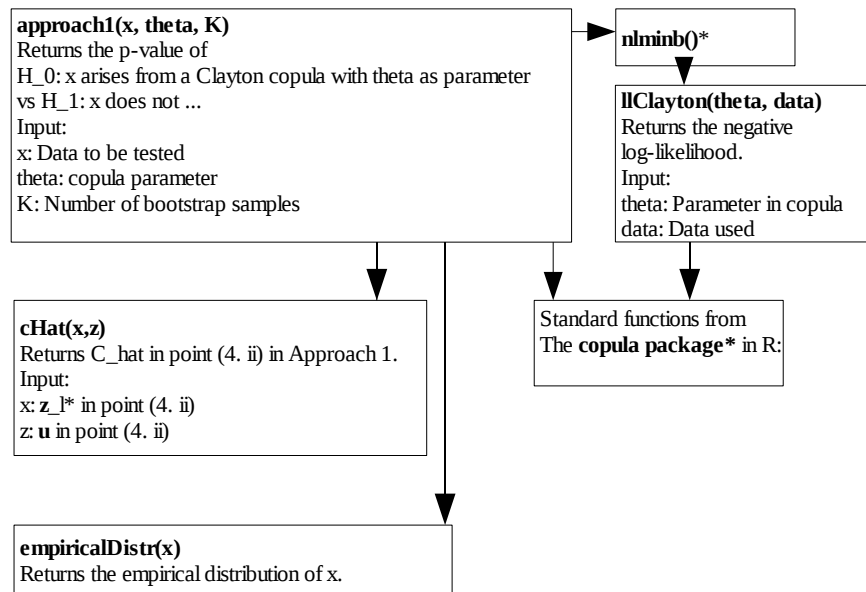 approach1(x, theta, K)
Returns the p-value of
H_0: x arises from a Clayton copula with theta as parameter
vs H_1: x does not ...
Input:
x: Data to be tested
theta: copula parameter
K: Number of bootstrap samples
nlminb()*
llClayton(theta, data)
Returns the negative
log-likelihood.
Input:
theta: Parameter in copula
data: Data used
cHat(x,z)
Returns C_hat in point (4. ii) in Approach 1.
Input:
x: z_l* in point (4. ii)
z: u in point (4. ii)
Standard functions from
The copula package* in R:
empiricalDistr(x)
Returns the empirical distribution of x.